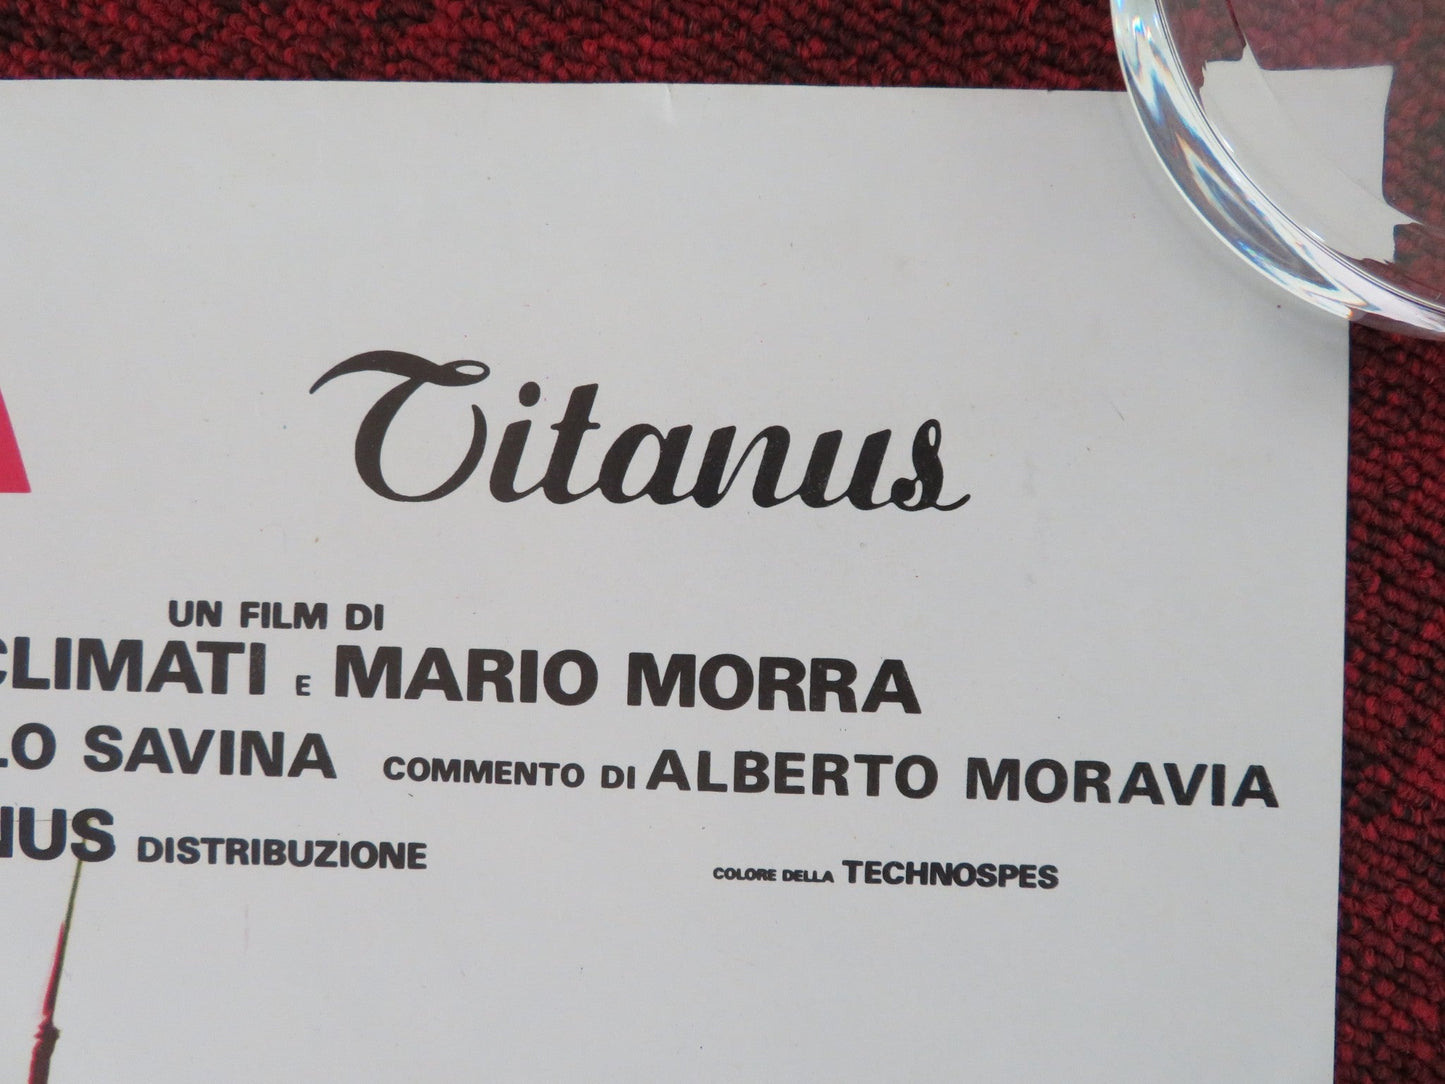 Titanus
UN FILM DI
CLIMATI E MARIO MORRA
LO SAVINA COMMENTO DI ALBERTO MORAVIA
NUS DISTRIBUZIONE
COLORE DELLA TECHNOSPES